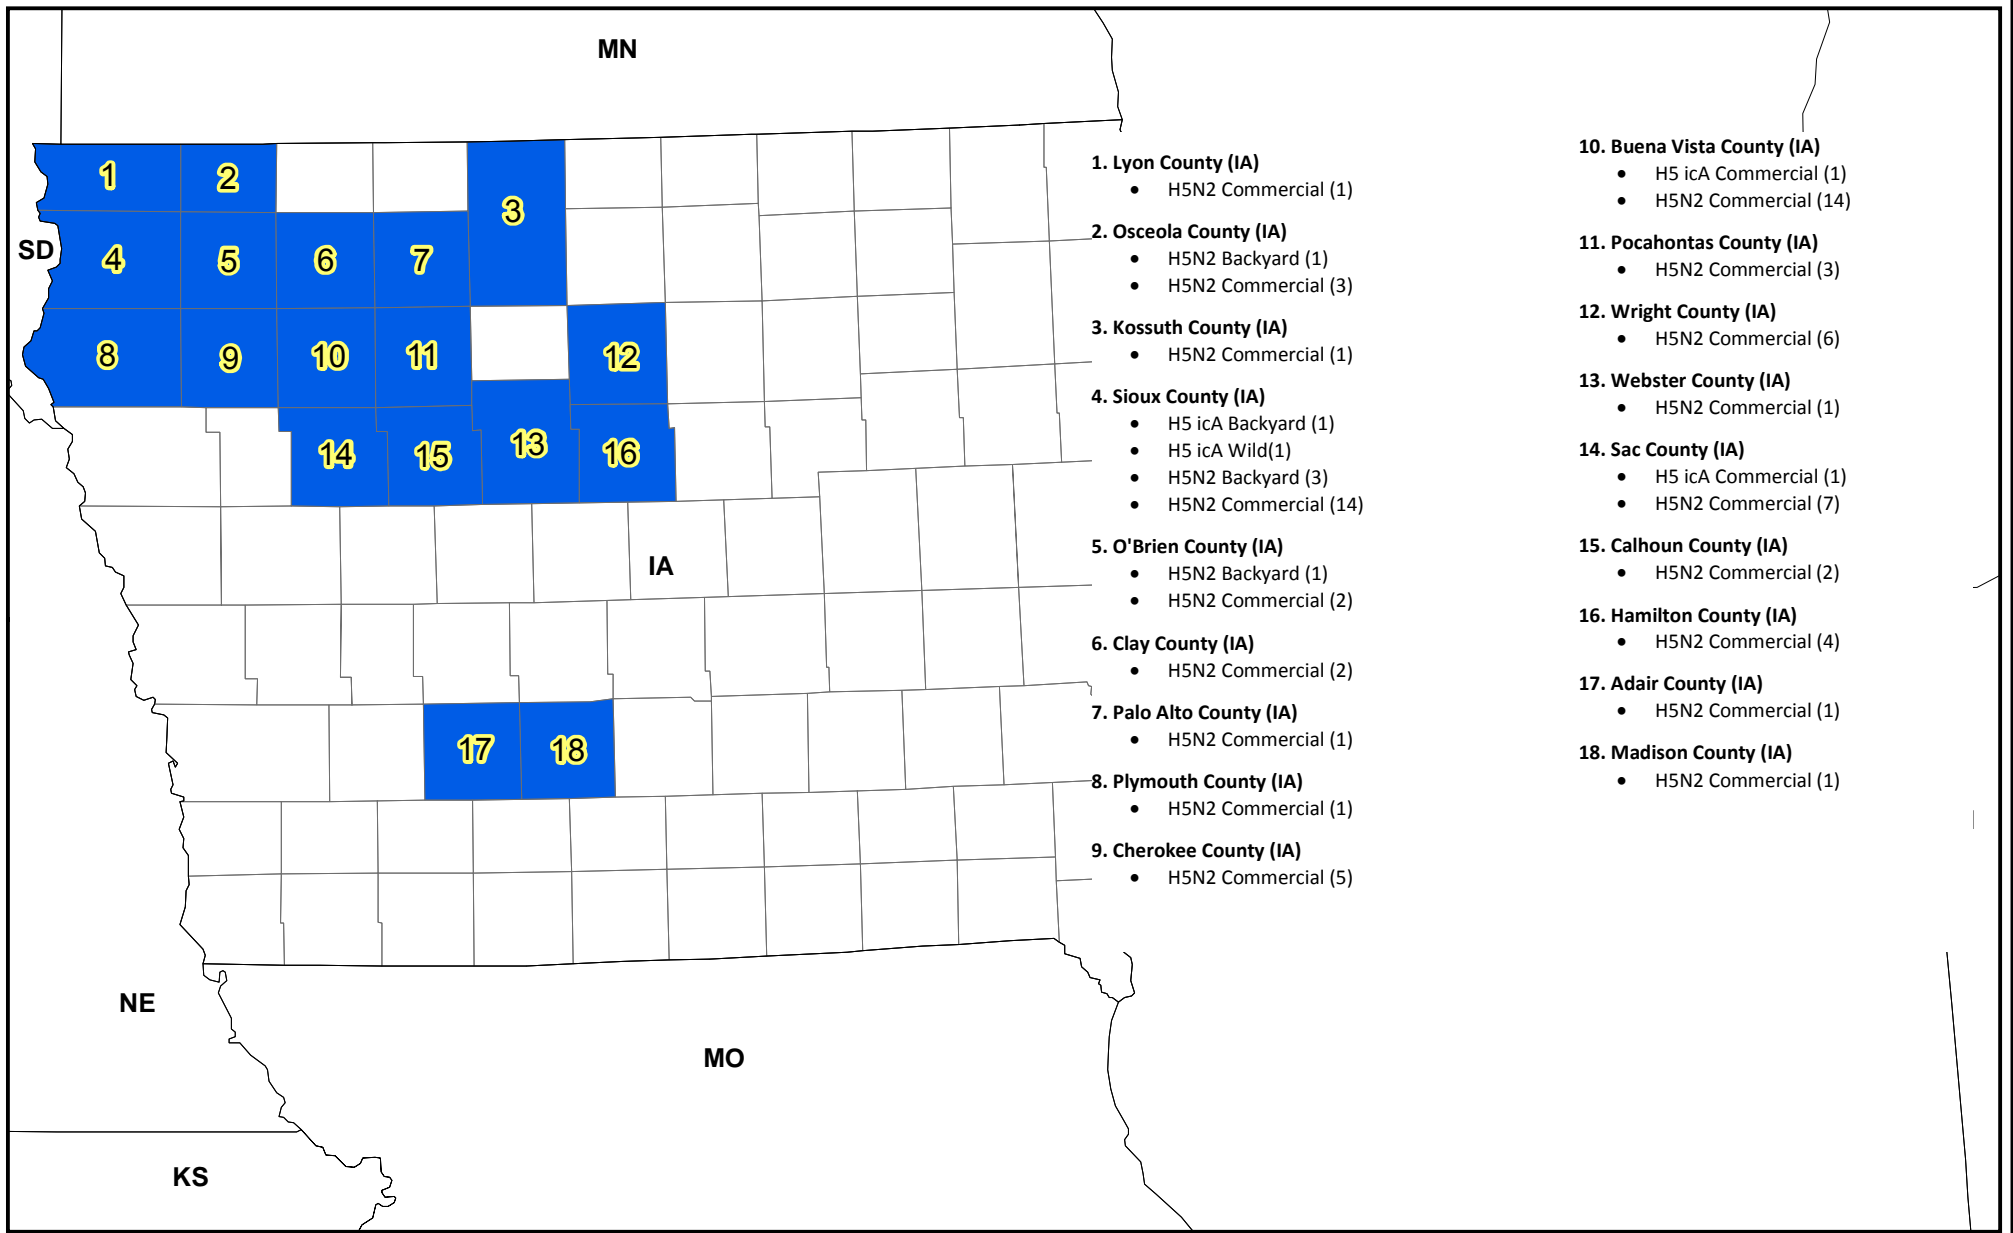 MN
SD
IA
NE
MO
KS
1
2
3
4
5
6
7
8
9
10
11
12
14
15
13
16
17
18
1. Lyon County (IA)
• H5N2 Commercial (1)
2. Osceola County (IA)
• H5N2 Backyard (1)
• H5N2 Commercial (3)
3. Kossuth County (IA)
• H5N2 Commercial (1)
4. Sioux County (IA)
• H5 icA Backyard (1)
• H5 icA Wild(1)
• H5N2 Backyard (3)
• H5N2 Commercial (14)
5. O'Brien County (IA)
• H5N2 Backyard (1)
• H5N2 Commercial (2)
6. Clay County (IA)
• H5N2 Commercial (2)
7. Palo Alto County (IA)
• H5N2 Commercial (1)
8. Plymouth County (IA)
• H5N2 Commercial (1)
9. Cherokee County (IA)
• H5N2 Commercial (5)
10. Buena Vista County (IA)
• H5 icA Commercial (1)
• H5N2 Commercial (14)
11. Pocahontas County (IA)
• H5N2 Commercial (3)
12. Wright County (IA)
• H5N2 Commercial (6)
13. Webster County (IA)
• H5N2 Commercial (1)
14. Sac County (IA)
• H5 icA Commercial (1)
• H5N2 Commercial (7)
15. Calhoun County (IA)
• H5N2 Commercial (2)
16. Hamilton County (IA)
• H5N2 Commercial (4)
17. Adair County (IA)
• H5N2 Commercial (1)
18. Madison County (IA)
• H5N2 Commercial (1)